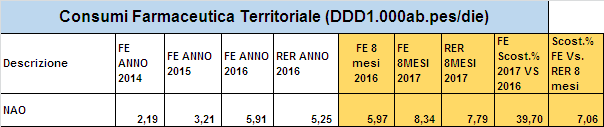 Consumi Farmaceutica Territoriale (DDD1.000ab.pes/die)
Descrizione FE ANNO 2014 FE ANNO 2015 FE ANNO 2016 RER ANNO 2016 FE 8 mesi 2016 FE 8MESI 2017 RER 8MESI 2017 FE Scost.% 2017 VS 2016 Scost.% FE Vs. RER 8 mesi
NAO 2,19 3,21 5,91 5,25 5,97 8,34 7,79 39,70 7,06